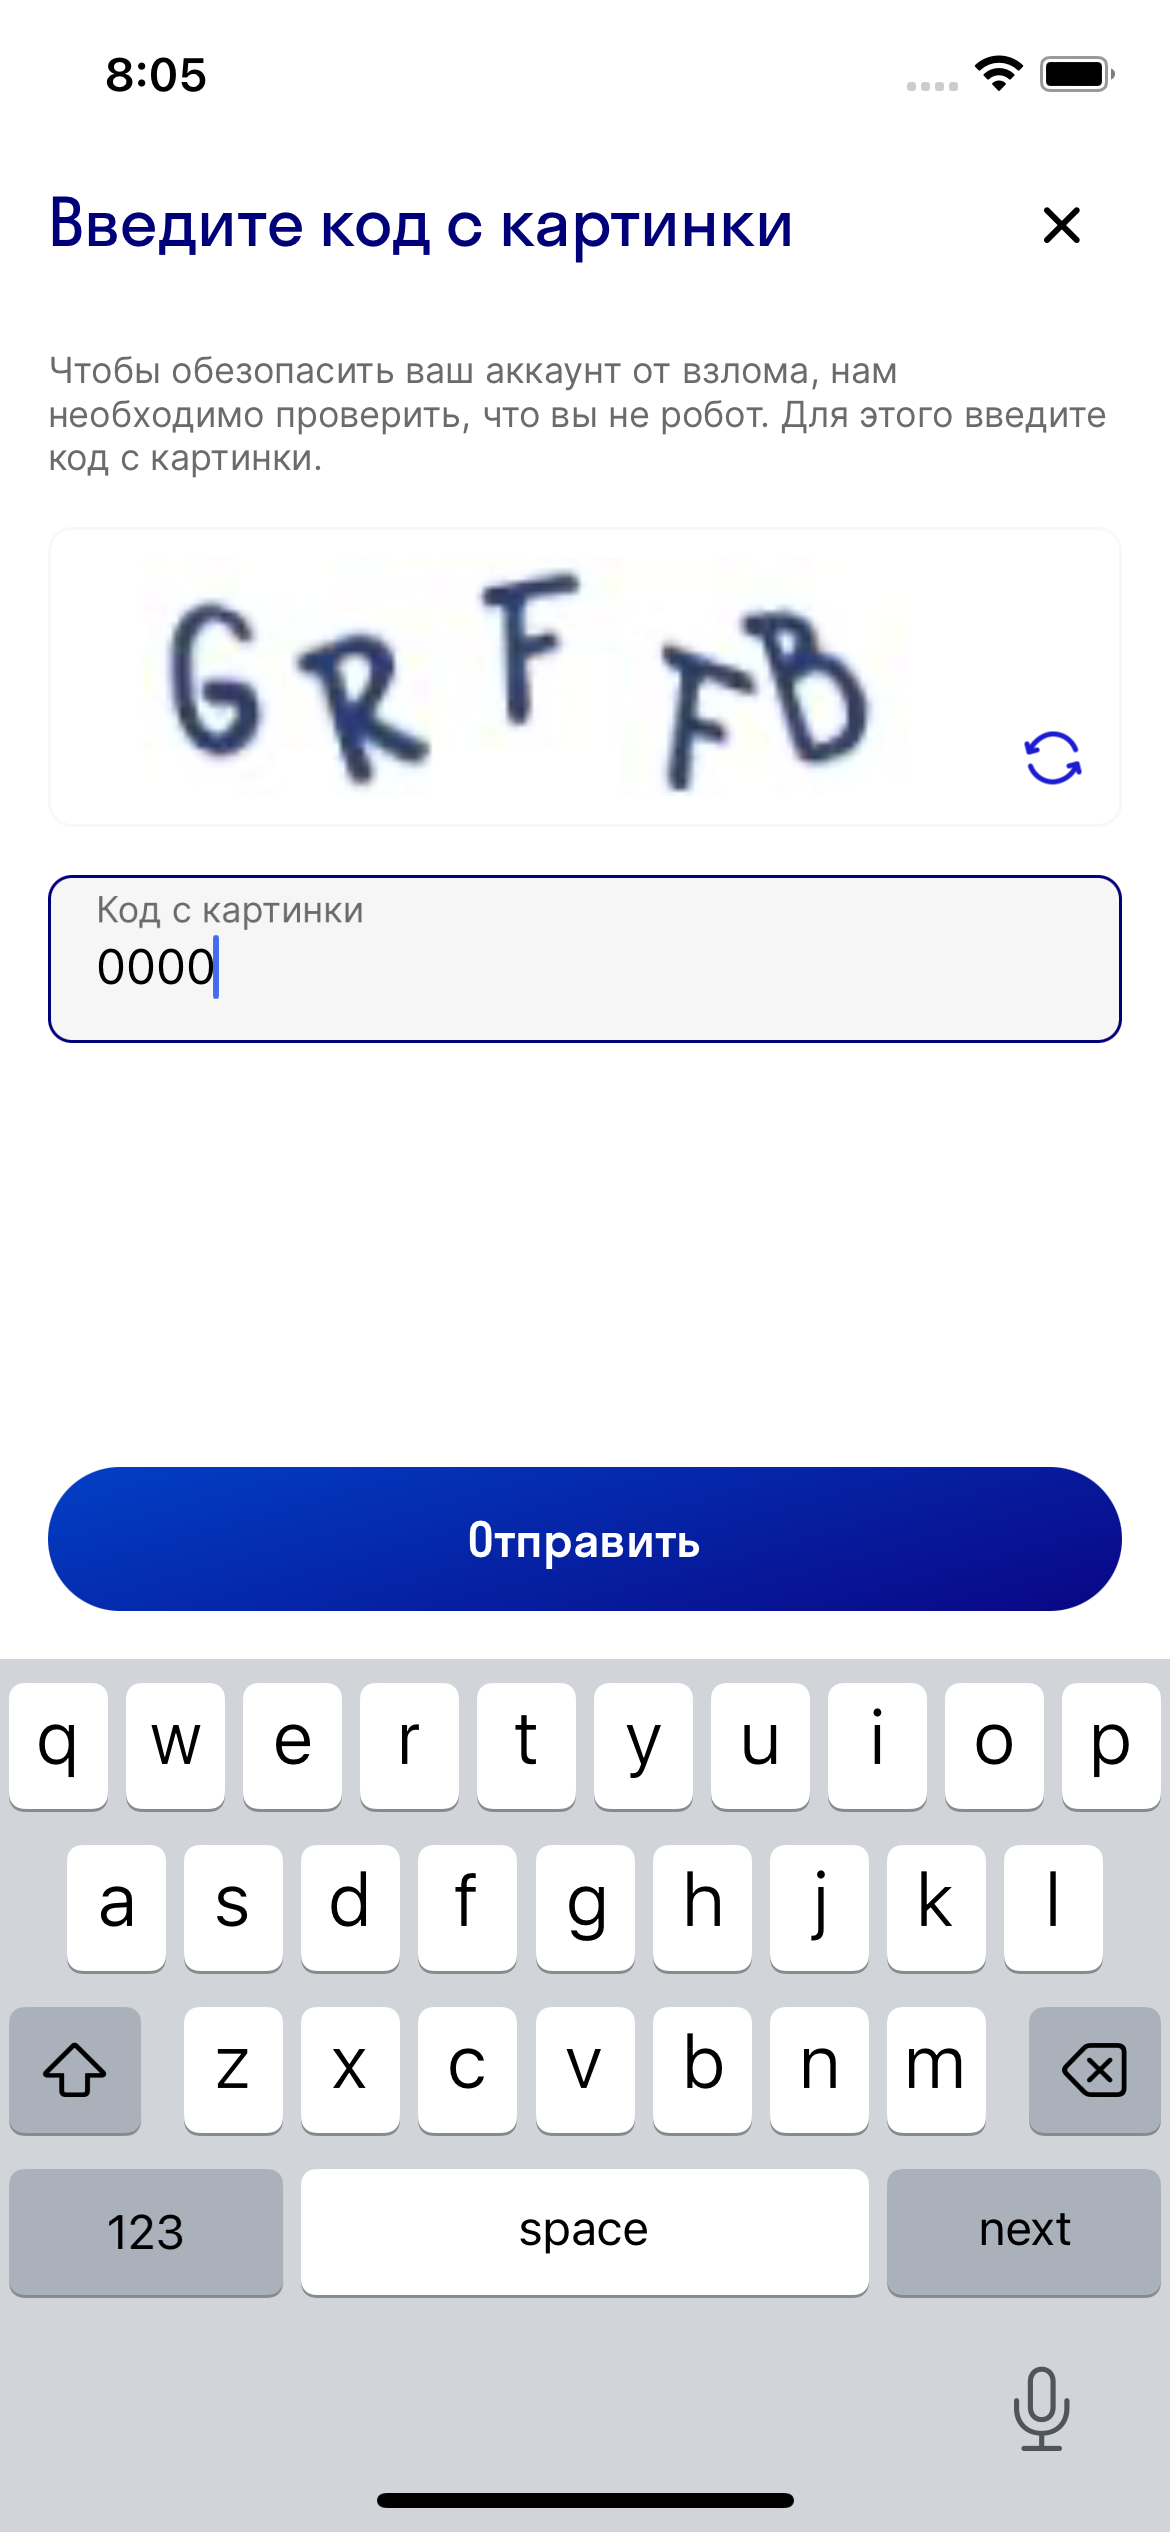 8:05
Введите код с картинки
Чтобы обезопасить ваш аккаунт от взлома, нам
необходимо проверить, что вы не робот. Для этого введите
код с картинки.
GRFFB
Код с картинки
0000
Отправить
q w e r t y u i o p
a s d f g h j k l
z x c v b n m
123 space next